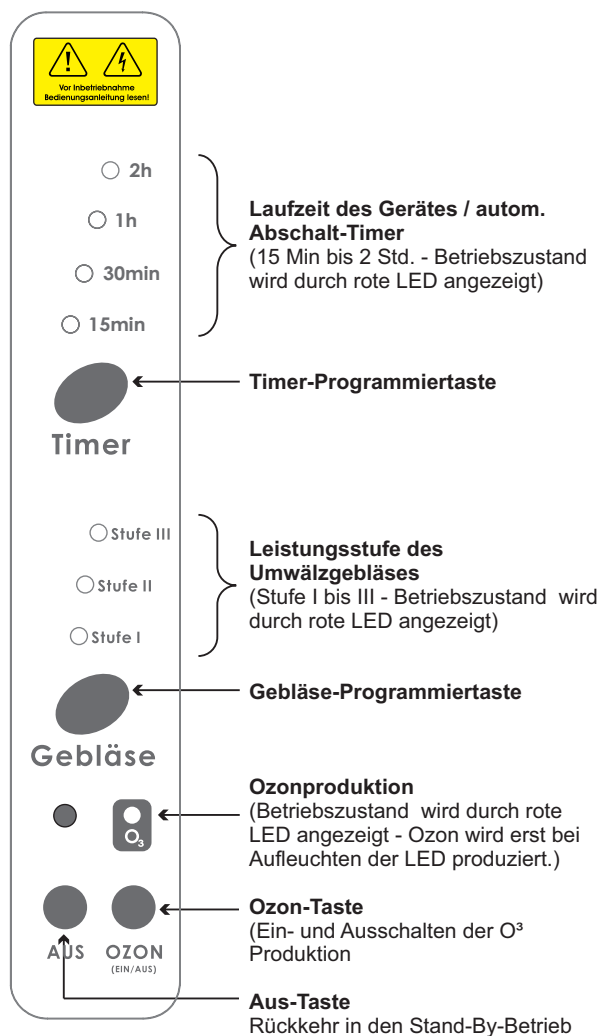 Vor Inbetriebnahme
Bedienungsanleitung lesen!
2h
1h
30min
15min
Laufzeit des Gerätes / autom.
Abschalt-Timer
(15 Min bis 2 Std. - Betriebszustand
wird durch rote LED angezeigt)
Timer-Programmiertaste
Timer
Stufe III
Stufe II
Stufe I
Leistungsstufe des
Umwälzgebläses
(Stufe I bis III - Betriebszustand wird
durch rote LED angezeigt)
Gebläse-Programmiertaste
Gebläse
O₃
Ozonproduktion
(Betriebszustand wird durch rote
LED angezeigt - Ozon wird erst bei
Aufleuchten der LED produziert.)
AUS
OZON
(EIN/AUS)
Ozon-Taste
(Ein- und Ausschalten der O³
Produktion
Aus-Taste
Rückkehr in den Stand-By-Betrieb